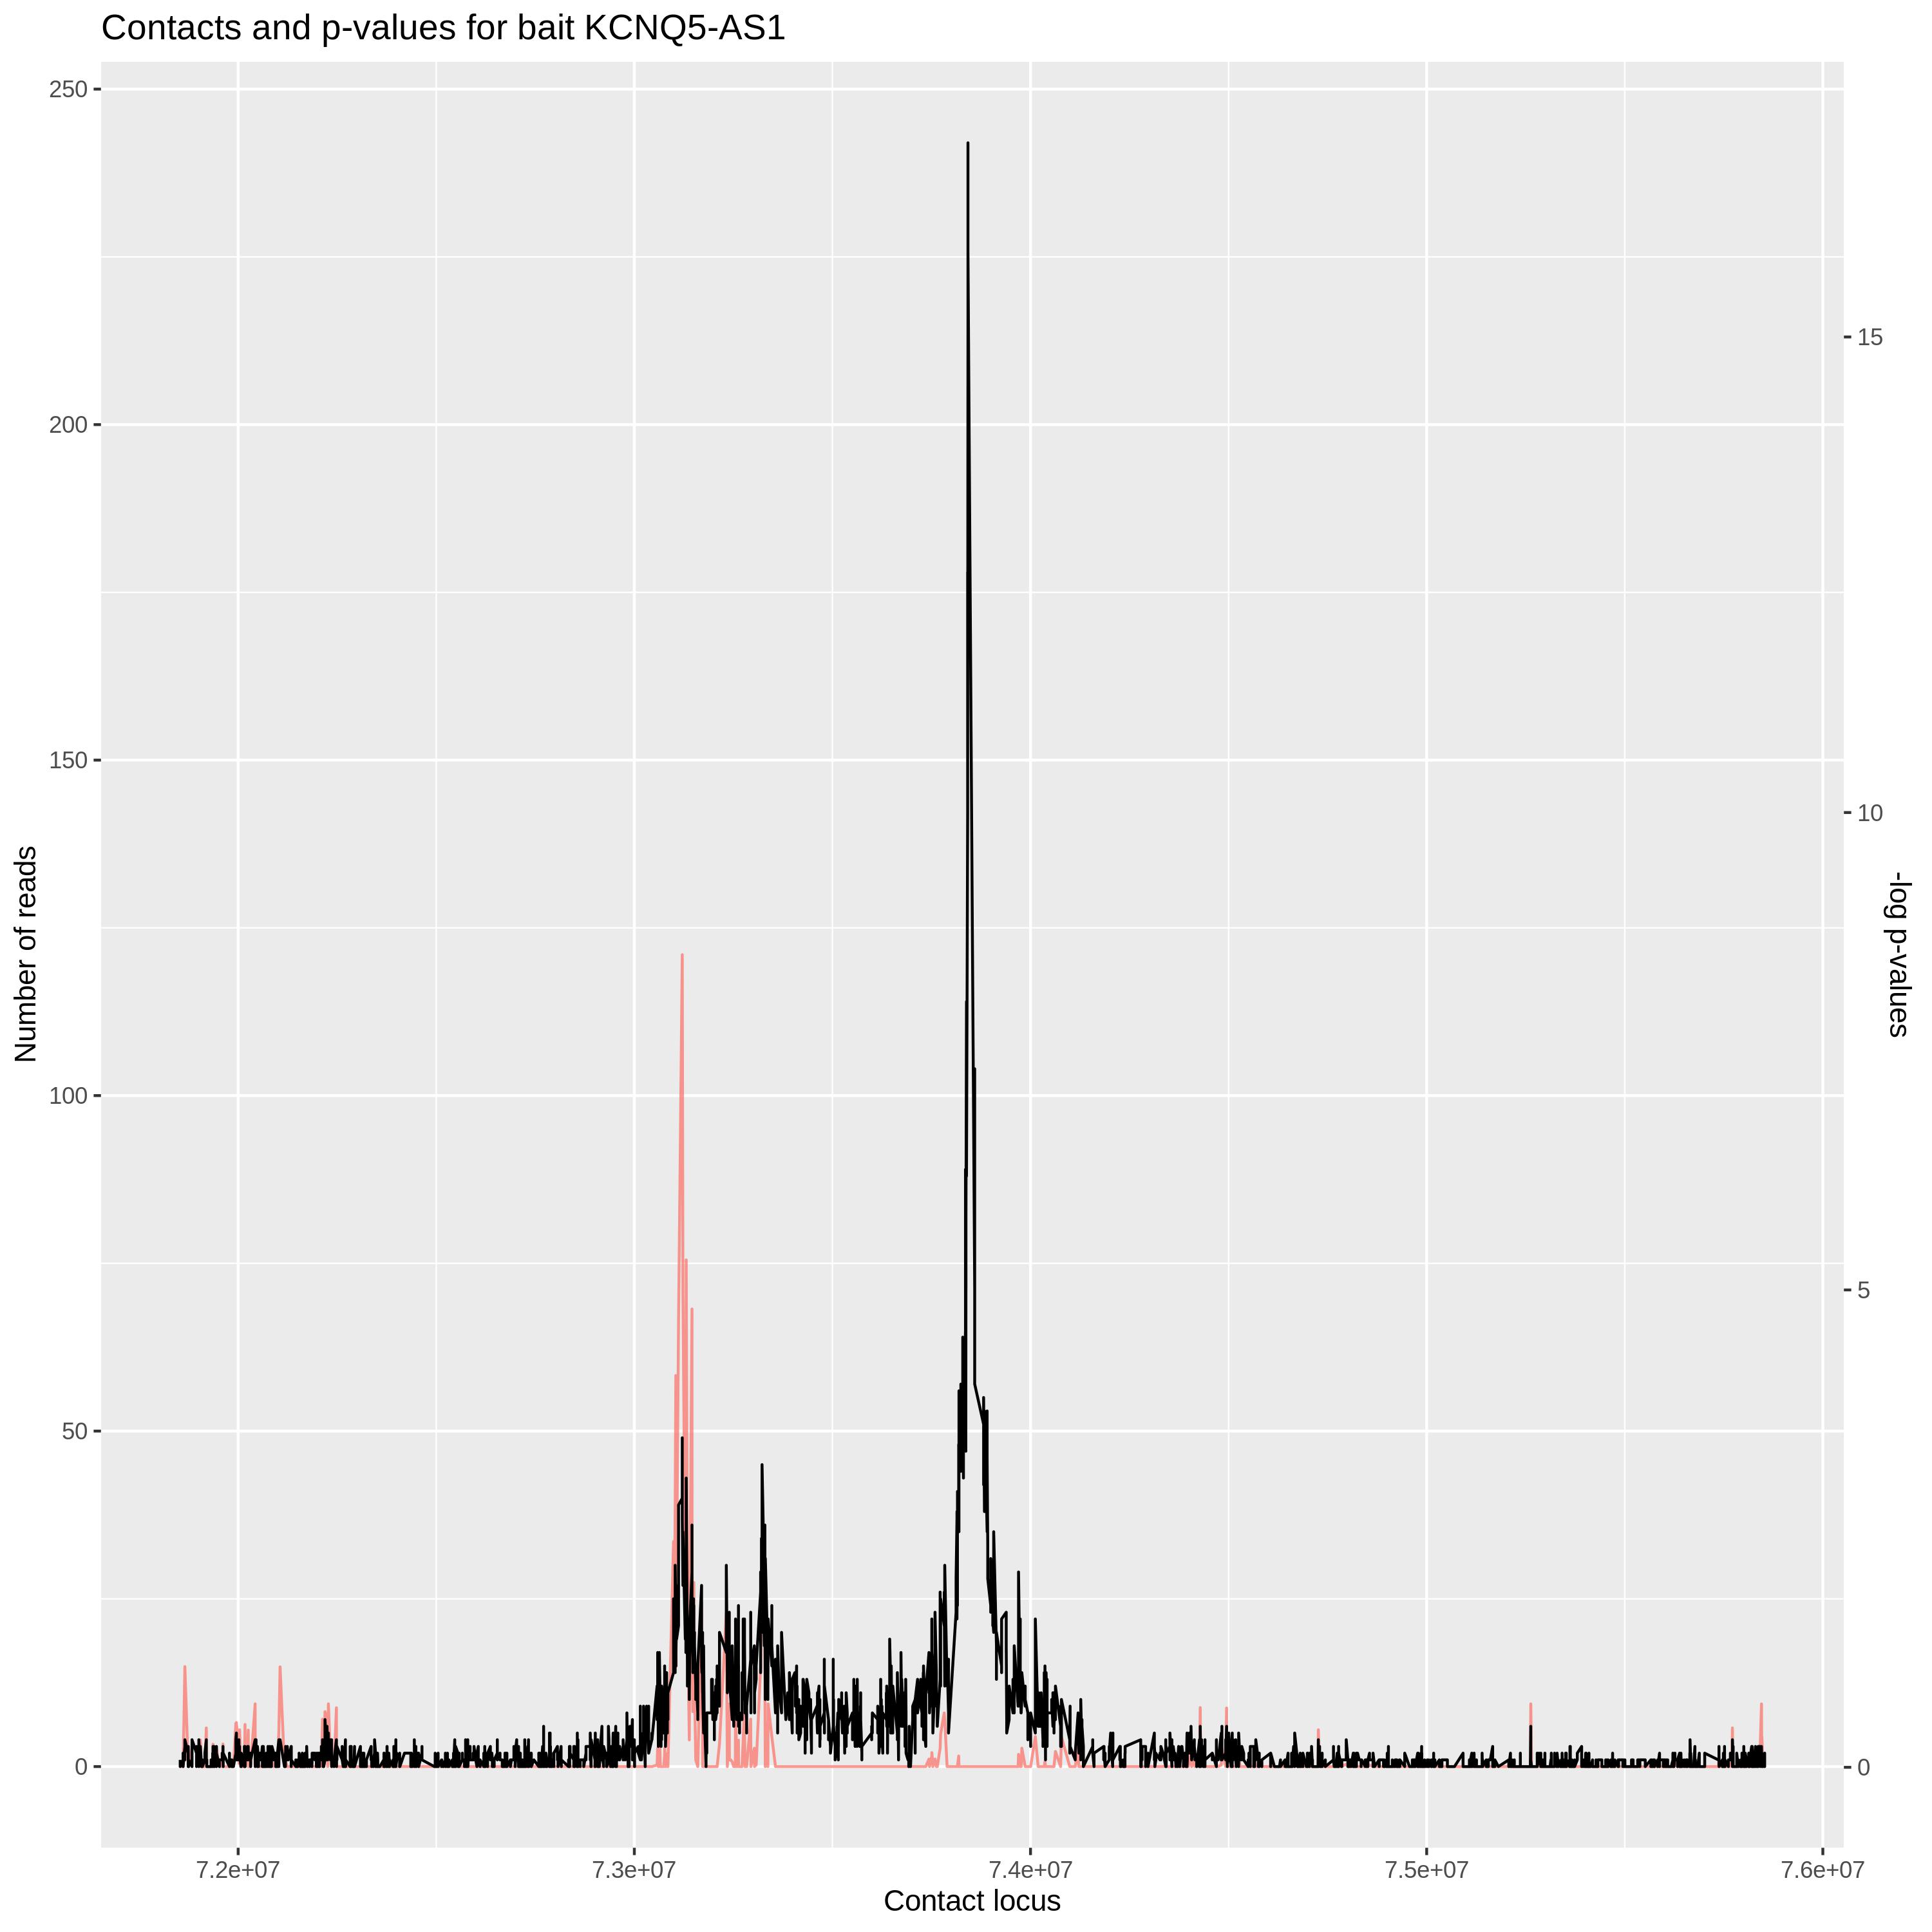 Contacts and p-values for bait KCNQ5-AS1
250
200
150
100
50
0
Number of reads
15
10
5
0
-log p-values
7.2e+07
7.3e+07
7.4e+07
7.5e+07
7.6e+07
Contact locus